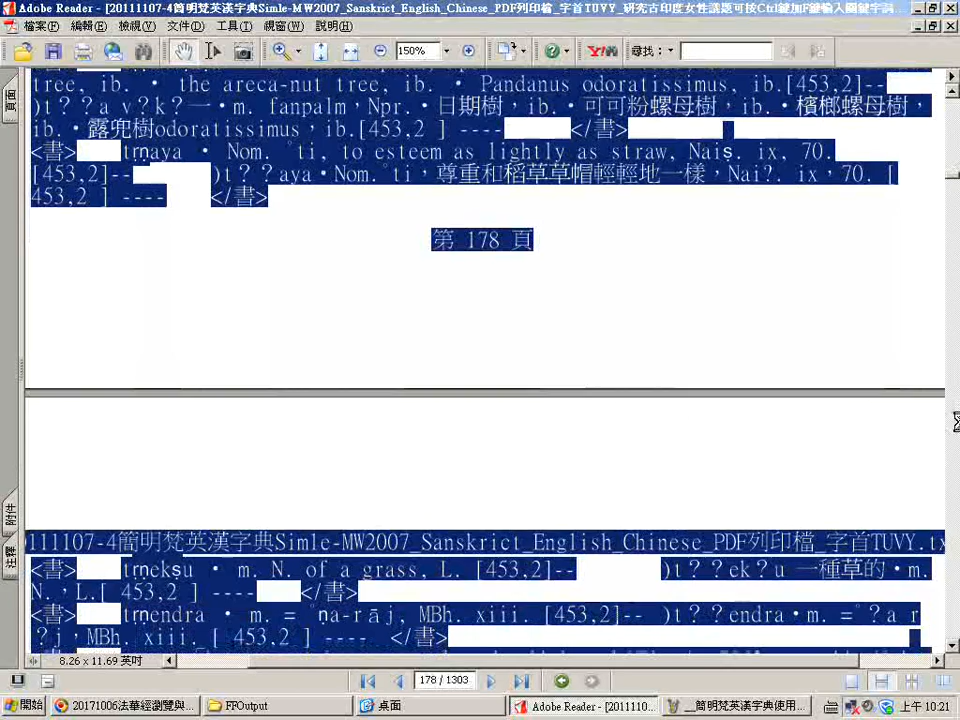 Adobe Reader - [20111107-4簡明梵英漢字典Simle-MW2007_Sanskrict_English_Chinese_PDF列印檔_字首TUVY_研究古印度女性議題可按Ctrl鍵加F鍵輸入關鍵字詞...
檔案(F) 編輯(E) 檢視(V) 文件(D) 工具(T) 視窗(W) 說明(H)
150% 尋找：
頁面
tree, ib. · the areca-nut tree, ib. · Pandanus odoratissimus, ib.[453,2]--
)t??a v?k?一·m. fanpalm，Npr.·日期樹，ib.·可可粉螺母樹，ib.·檳榔螺母樹，
ib.·露兜樹odoratissimus，ib.[453,2 ] ---- </書>
<書> tṛṇaya · Nom. °ti, to esteem as lightly as straw, Naiṣ. ix, 70.
[453,2]-- )t??aya·Nom.°ti，尊重和稻草草帽輕輕地一樣，Nai?. ix，70. [
453,2 ] ---- </書>
第 178 頁
附件
注釋
111107-4簡明梵英漢字典Simle-MW2007_Sanskrict_English_Chinese_PDF列印檔_字首TUVY.tx
<書> tṛṇekṣu · m. N. of a grass, L. [453,2]-- )t??ek?u 一種草的·m.
N.，L.[ 453,2 ] ---- </書>
<書> tṛṇendra · m. = °ṇa-rāj, MBh. xiii. [453,2]-- )t??endra·m. =°?a r
?j，MBh. xiii. [ 453,2 ] ---- </書>
8.26 x 11.69 英吋
178 / 1303
開始 20171006法華經瀏覽與... FFOutput 桌面 Adobe Reader - [2011110... __簡明梵英漢字典使用... 上午 10:21